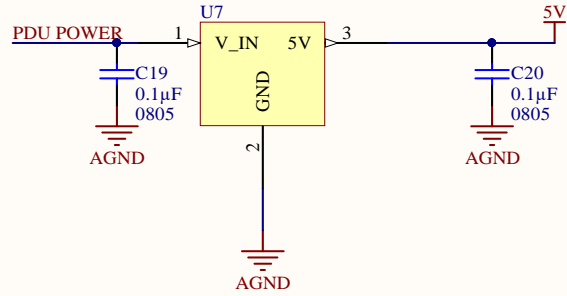 U7
5V
PDU POWER
1
V_IN
5V
3
C19
0.1µF
0805
GND
C20
0.1µF
0805
2
AGND
AGND
AGND